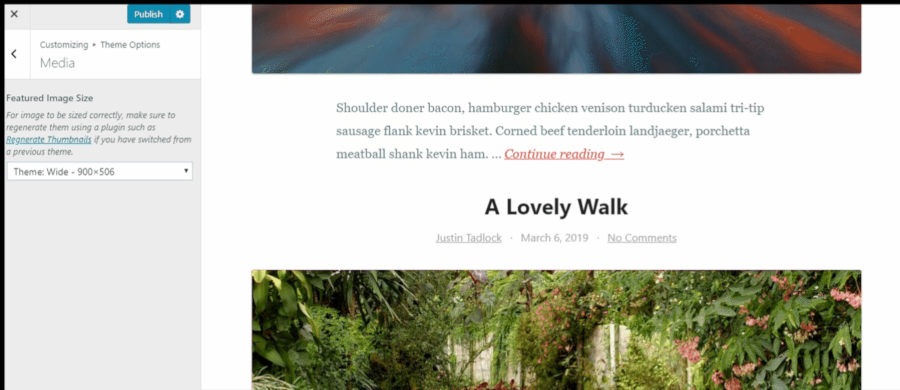 Publish
Customizing ▸ Theme Options
Media
Featured Image Size
For image to be sized correctly, make sure to
regenerate them using a plugin such as
Regnerate Thumbnails if you have switched from
a previous theme.
Theme: Wide - 900×506
Shoulder doner bacon, hamburger chicken venison turducken salami tri-tip
sausage flank kevin brisket. Corned beef tenderloin landjaeger, porchetta
meatball shank kevin ham. … Continue reading →
A Lovely Walk
Justin Tadlock · March 6, 2019 · No Comments